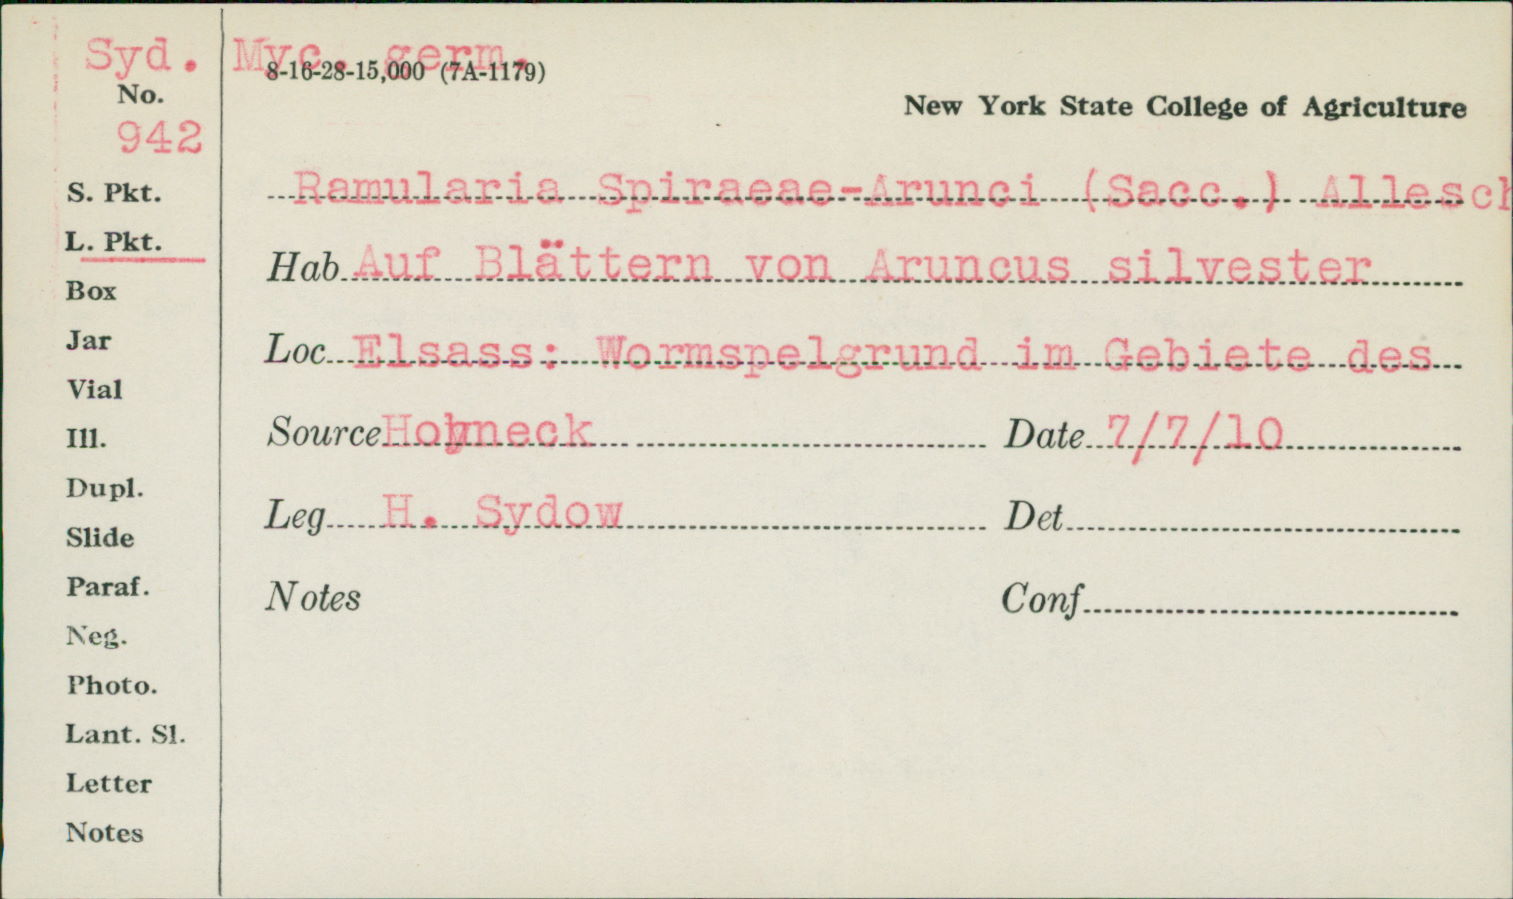 Syd. Myc. germ.
8-16-28-15,000 (7A-1179)
No.
942
New York State College of Agriculture
S. Pkt.
Ramularia Spiraeae-Arunci (Sacc.) Allesch
L. Pkt.
Hab Auf Blättern von Aruncus silvester
Box
Jar
Loc Elsass: Wormspelgrund im Gebiete des
Vial
Ill.
Source Date 7/7/10
Dupl.
Slide
Leg H. Sydow Det
Paraf.
Notes Conf
Neg.
Photo.
Lant. Sl.
Letter
Notes